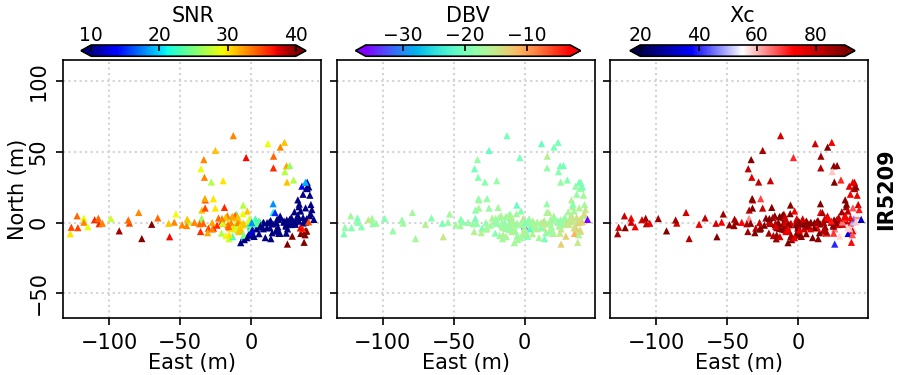 SNR DBV Xc
10 20 30 40 −30 −20 −10 20 40 60 80
100
50
0
−50
North (m)
IR5209
−100 −50 0 −100 −50 0 −100 −50 0
East (m) East (m) East (m)